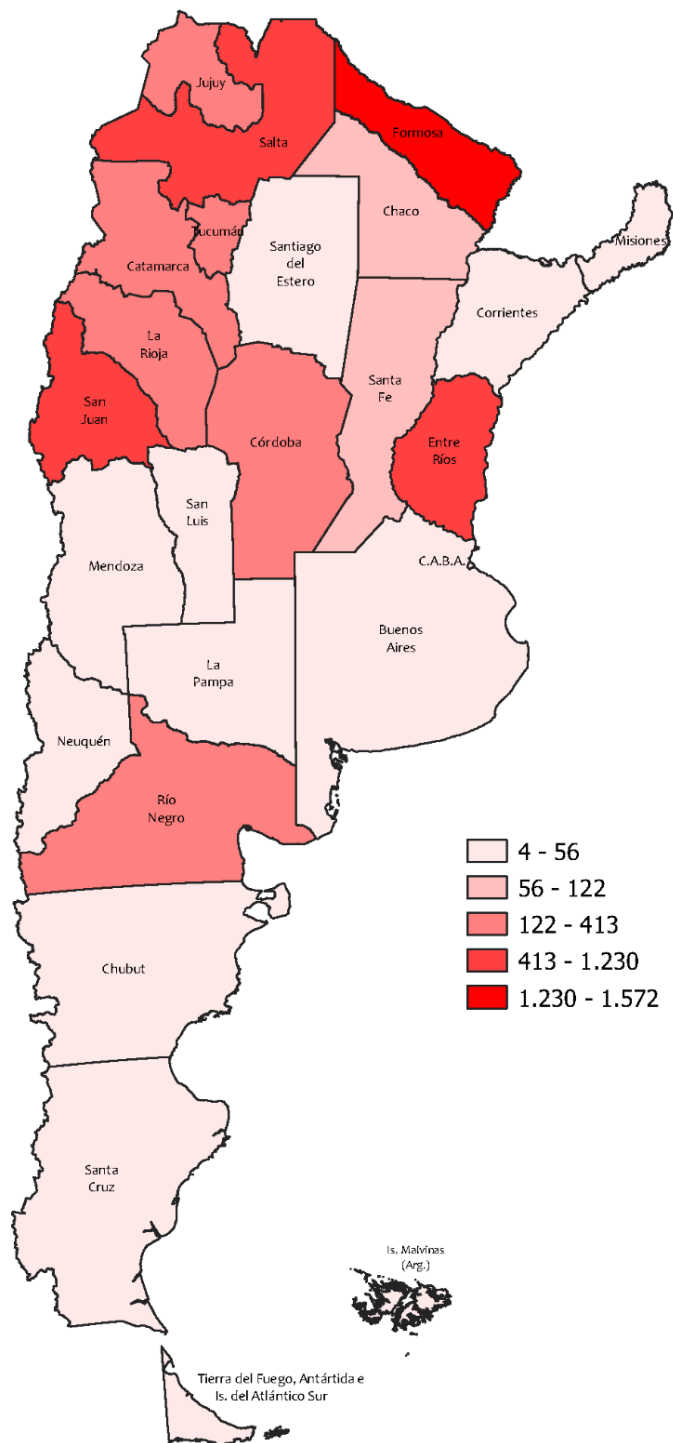 Jujuy
Salta
Formosa
Chaco
Tucumán
Santiago
del
Estero
Misiones
Catamarca
Corrientes
La
Rioja
Santa
Fe
San
Juan
Córdoba
Entre
Ríos
San
Luis
Mendoza
C.A.B.A.
Buenos
Aires
La
Pampa
Neuquén
Río
Negro
4 - 56
56 - 122
122 - 413
413 - 1.230
1.230 - 1.572
Chubut
Santa
Cruz
Is. Malvinas
(Arg.)
Tierra del Fuego, Antártida e
Is. del Atlántico Sur